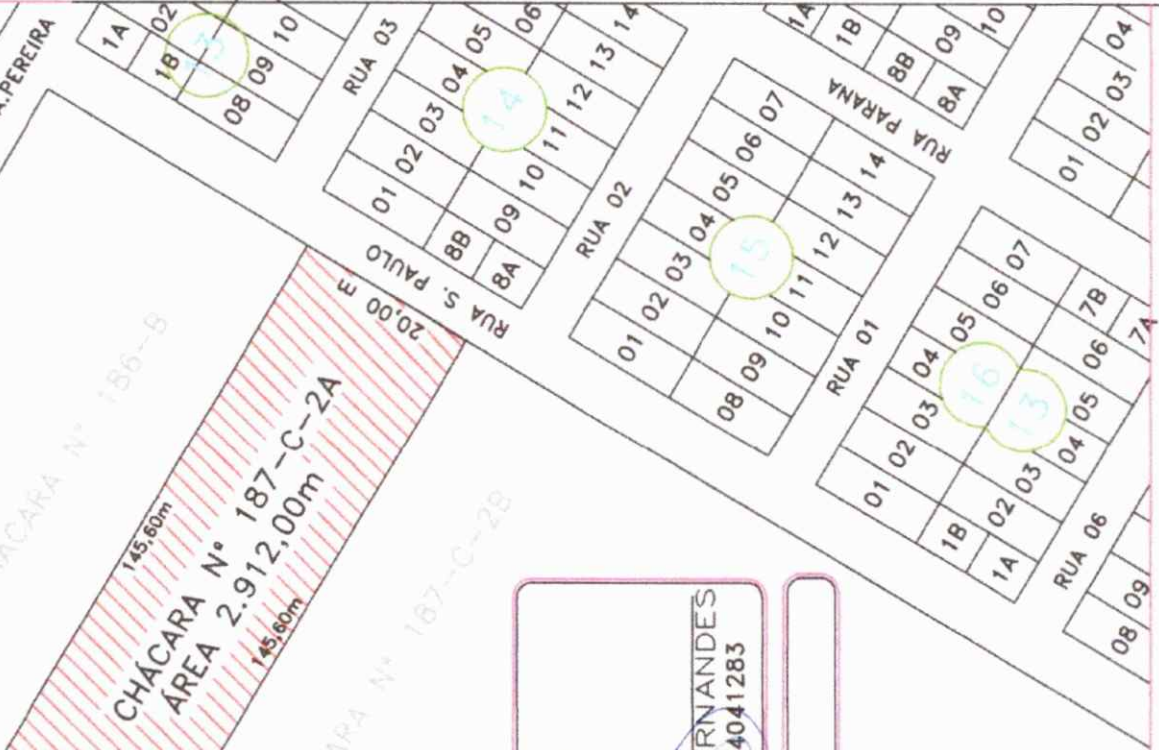 A.PEREIRA
1A
02
1B
13
10
09
08
RUA 03
06
05
04
03
02
01
14
14
13
12
11
10
09
8B
8A
RUA S. PAULO
20,00 m
RUA 02
07
06
05
04
03
02
01
15
14
13
12
11
10
09
08
RUA PARANA
1A
1B
8B
8A
09
10
RUA 01
04
03
02
01
07
06
05
04
03
02
01
16
13
7B
7A
06
05
04
03
02
1B
1A
RUA 06
09
08
CHÁCARA N° 186-B
145,60m
CHÁCARA N° 187-C-2A
ÁREA 2.912,00m
145,60m
ARA N° 187-C-2B
RNANDES
4041283